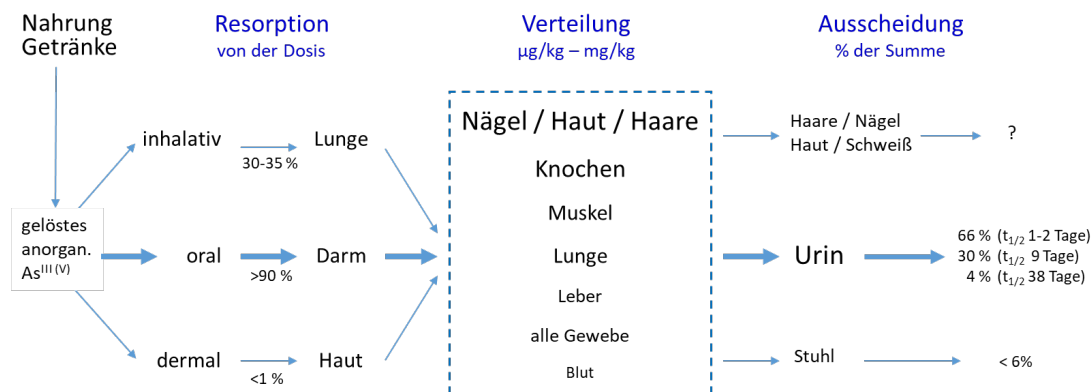 Nahrung
Getränke
Resorption
von der Dosis
Verteilung
µg/kg – mg/kg
Ausscheidung
% der Summe
gelöstes
anorgan.
As^III (V)
inhalativ
30-35 %
Lunge
oral
>90 %
Darm
dermal
<1 %
Haut
Nägel / Haut / Haare
Knochen
Muskel
Lunge
Leber
alle Gewebe
Blut
Haare / Nägel
Haut / Schweiß
?
Urin
66 % (t1/2 1-2 Tage)
30 % (t1/2 9 Tage)
4 % (t1/2 38 Tage)
Stuhl
< 6%